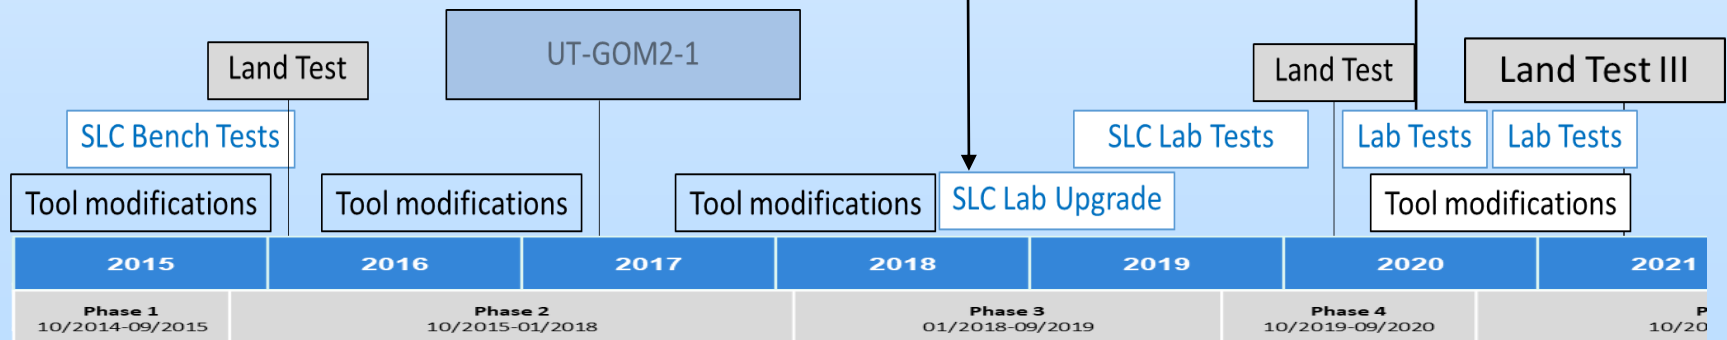 UT-GOM2-1
Land Test
Land Test
Land Test III
SLC Bench Tests
SLC Lab Tests
Lab Tests
Lab Tests
Tool modifications
Tool modifications
Tool modifications
SLC Lab Upgrade
Tool modifications
2015
2016
2017
2018
2019
2020
2021
Phase 1
10/2014-09/2015
Phase 2
10/2015-01/2018
Phase 3
01/2018-09/2019
Phase 4
10/2019-09/2020
P
10/20